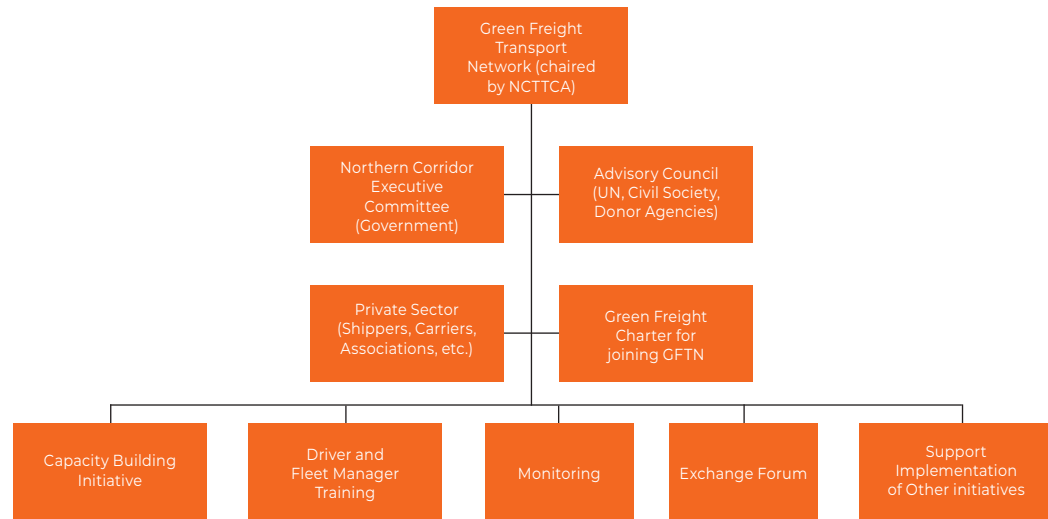 Green Freight
Transport
Network (chaired
by NCTTCA)
Northern Corridor
Executive
Committee
(Government)
Advisory Council
(UN, Civil Society,
Donor Agencies)
Private Sector
(Shippers, Carriers,
Associations, etc.)
Green Freight
Charter for
joining GFTN
Capacity Building
Initiative
Driver and
Fleet Manager
Training
Monitoring
Exchange Forum
Support
Implementation
of Other initiatives